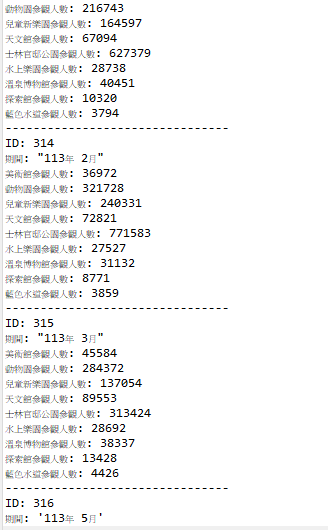 動物園參觀人數: 216743
兒童新樂園參觀人數: 164597
天文館參觀人數: 67094
士林官邸公園參觀人數: 627379
水上樂園參觀人數: 28738
溫泉博物館參觀人數: 40451
探索館參觀人數: 10320
藍色水道參觀人數: 3794
--------------------------------
ID: 314
期間: "113年 2月"
美術館參觀人數: 36972
動物園參觀人數: 321728
兒童新樂園參觀人數: 240331
天文館參觀人數: 72821
士林官邸公園參觀人數: 771583
水上樂園參觀人數: 27527
溫泉博物館參觀人數: 31132
探索館參觀人數: 8771
藍色水道參觀人數: 3859
--------------------------------
ID: 315
期間: "113年 3月"
美術館參觀人數: 45584
動物園參觀人數: 284372
兒童新樂園參觀人數: 137054
天文館參觀人數: 89553
士林官邸公園參觀人數: 313424
水上樂園參觀人數: 28692
溫泉博物館參觀人數: 38337
探索館參觀人數: 13428
藍色水道參觀人數: 4426
--------------------------------
ID: 316
期間: '113年 5月'